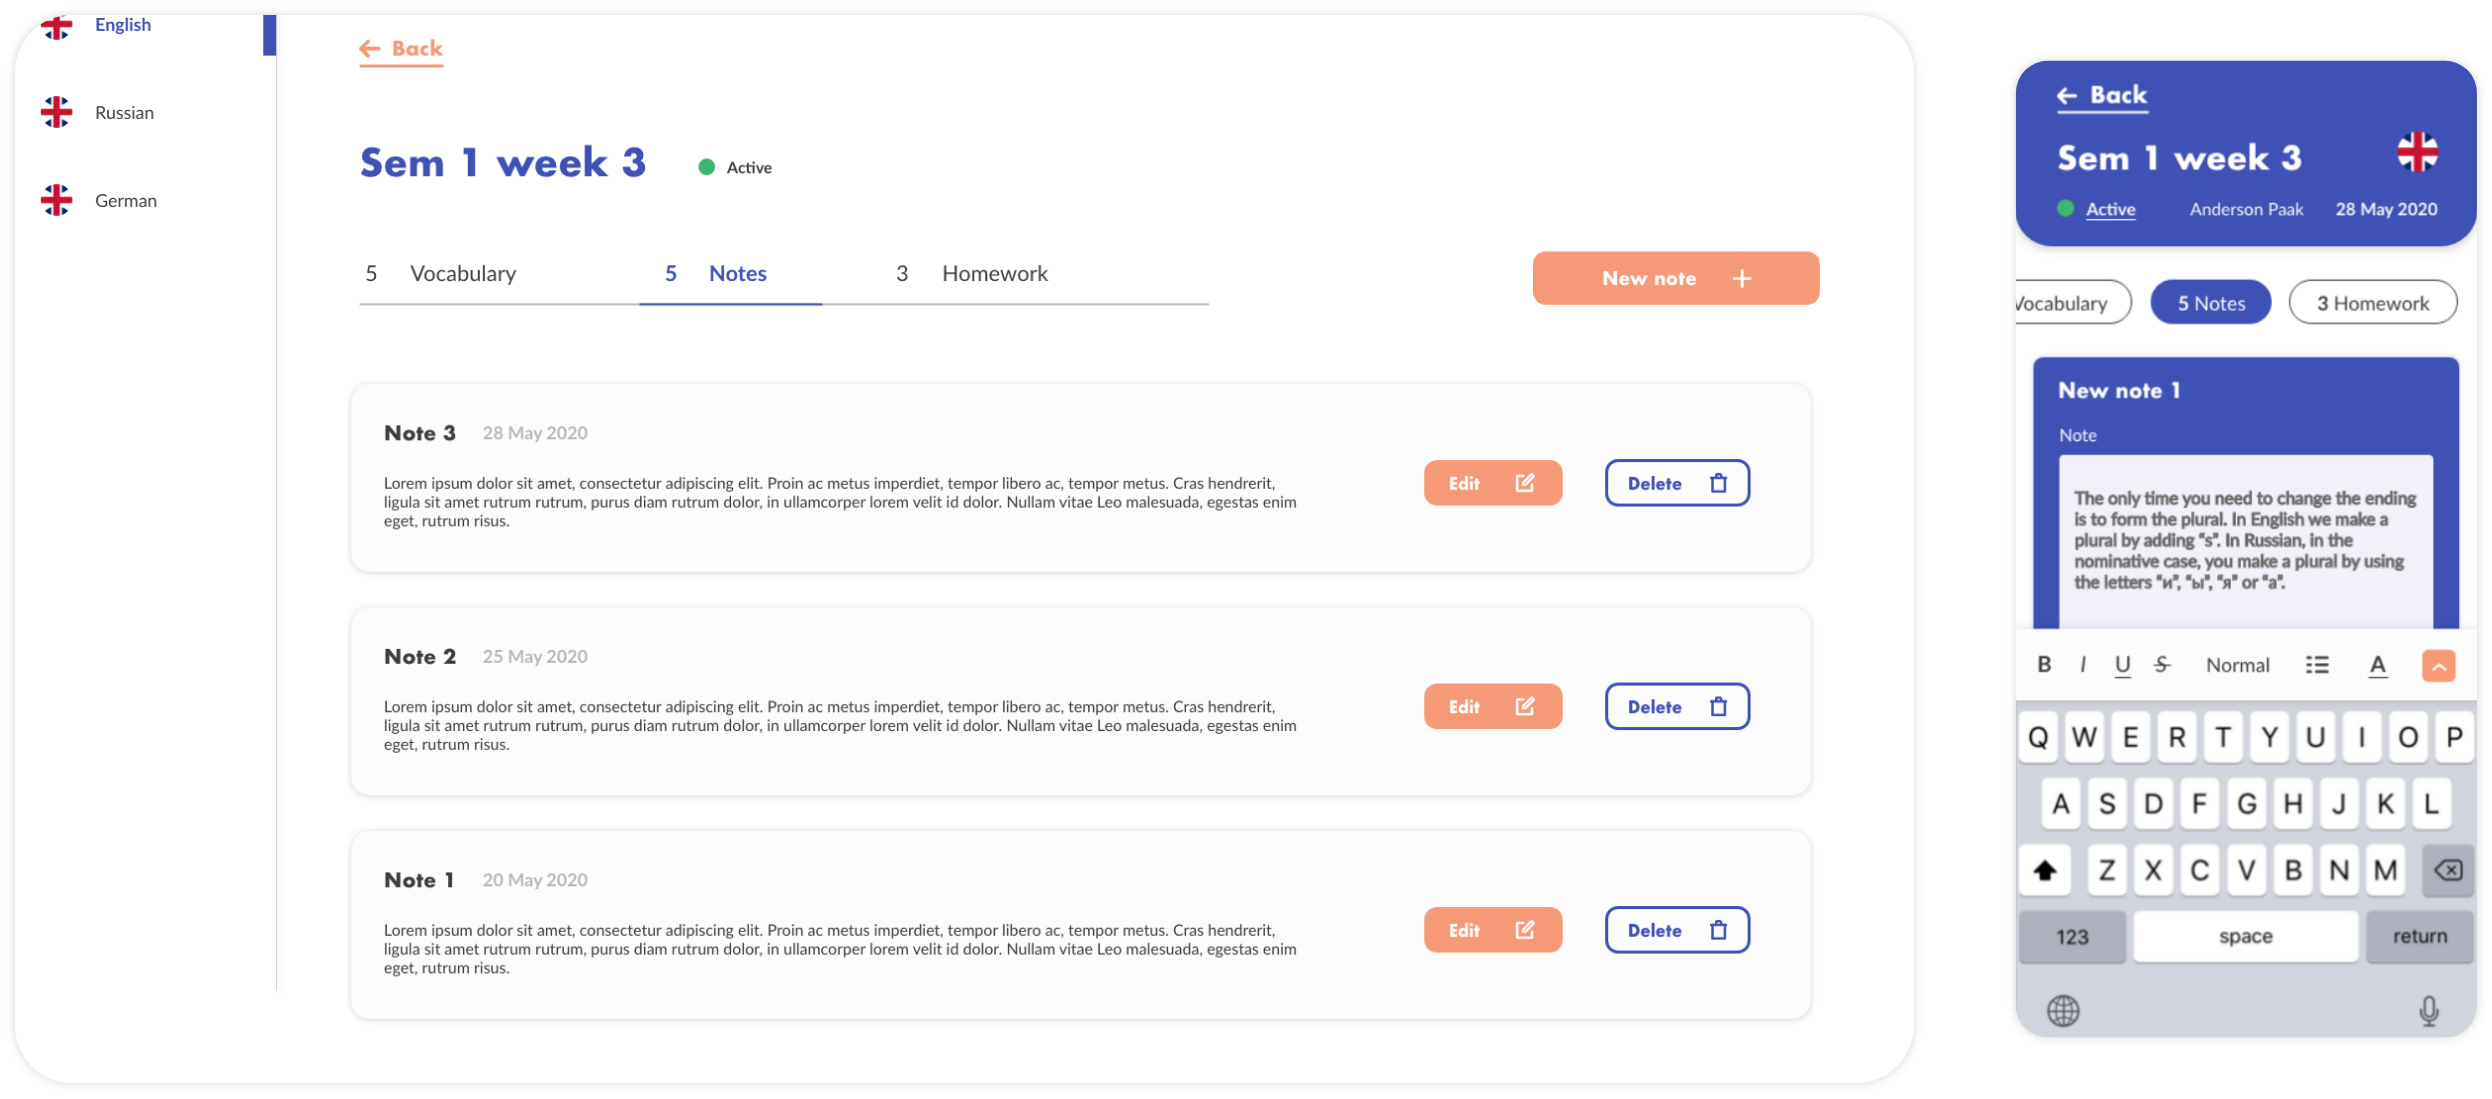 English
Russian
German
Back
Sem 1 week 3
Active
5 Vocabulary
5 Notes
3 Homework
New note
Note 3 28 May 2020
Lorem ipsum dolor sit amet, consectetur adipiscing elit. Proin ac metus imperdiet, tempor libero ac, tempor metus. Cras hendrerit,
ligula sit amet rutrum rutrum, purus diam rutrum dolor, in ullamcorper lorem velit id dolor. Nullam vitae Leo malesuada, egestas enim
eget, rutrum risus.
Edit
Delete
Note 2 25 May 2020
Lorem ipsum dolor sit amet, consectetur adipiscing elit. Proin ac metus imperdiet, tempor libero ac, tempor metus. Cras hendrerit,
ligula sit amet rutrum rutrum, purus diam rutrum dolor, in ullamcorper lorem velit id dolor. Nullam vitae Leo malesuada, egestas enim
eget, rutrum risus.
Edit
Delete
Note 1 20 May 2020
Lorem ipsum dolor sit amet, consectetur adipiscing elit. Proin ac metus imperdiet, tempor libero ac, tempor metus. Cras hendrerit,
ligula sit amet rutrum rutrum, purus diam rutrum dolor, in ullamcorper lorem velit id dolor. Nullam vitae Leo malesuada, egestas enim
eget, rutrum risus.
Edit
Delete
Back
Sem 1 week 3
Active Anderson Paak 28 May 2020
Vocabulary
5 Notes
3 Homework
New note 1
Note
The only time you need to change the ending
is to form the plural. In English we make a
plural by adding “s”. In Russian, in the
nominative case, you make a plural by using
the letters “и”, “ы”, “я” or “а”.
B I U S Normal A
Q W E R T Y U I O P
A S D F G H J K L
Z X C V B N M
123 space return